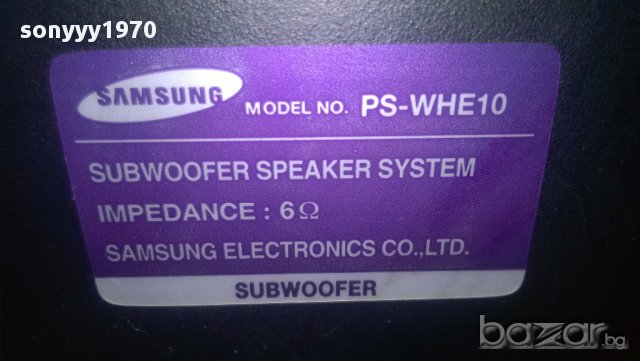 sonyyy1970
SAMSUNG
MODEL NO. PS-WHE10
SUBWOOFER SPEAKER SYSTEM
IMPEDANCE : 6Ω
SAMSUNG ELECTRONICS CO.,LTD.
SUBWOOFER
bazar.bg